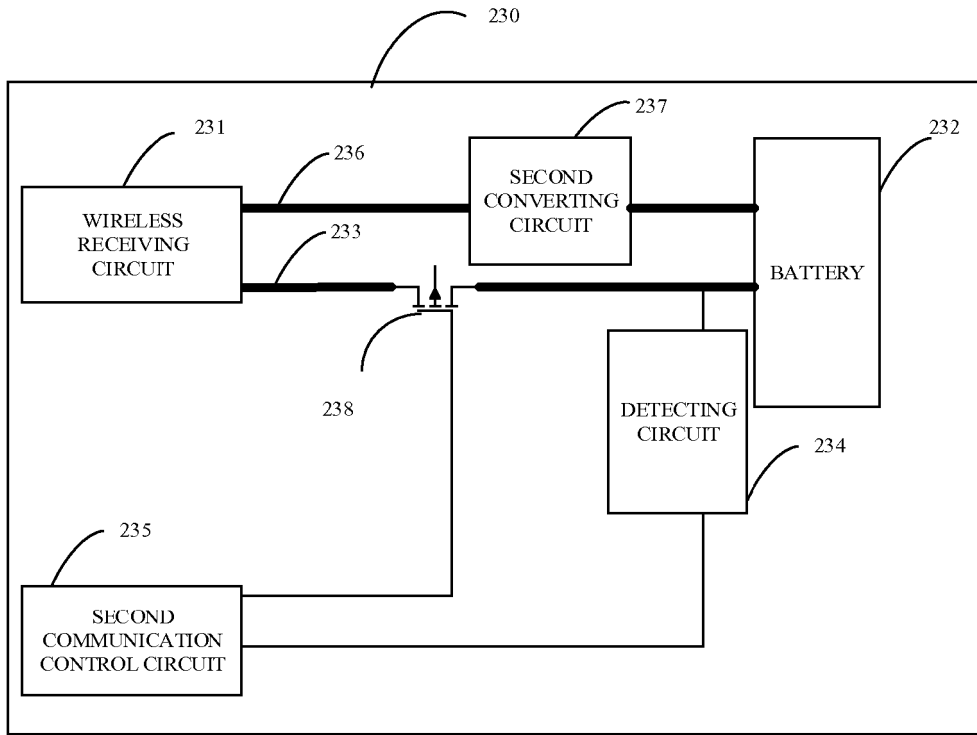 230
231
237
232
236
SECOND
CONVERTING
CIRCUIT
WIRELESS
RECEIVING
CIRCUIT
233
BATTERY
238
DETECTING
CIRCUIT
234
235
SECOND
COMMUNICATION
CONTROL CIRCUIT